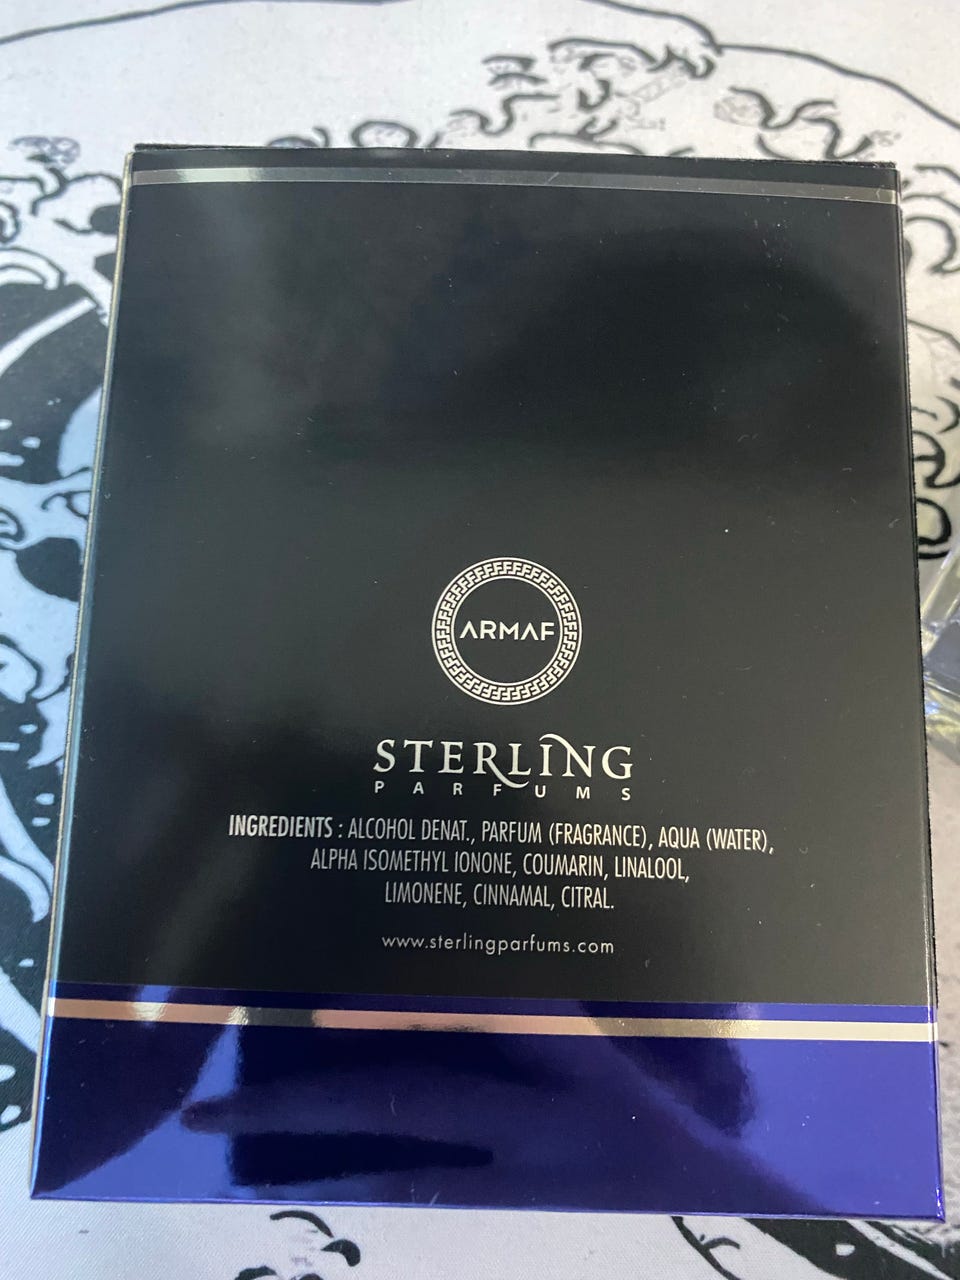 ARMAF
STERLING
PARFUMS
INGREDIENTS : ALCOHOL DENAT., PARFUM (FRAGRANCE), AQUA (WATER),
ALPHA ISOMETHYL IONONE, COUMARIN, LINALOOL,
LIMONENE, CINNAMAL, CITRAL.
www.sterlingparfums.com